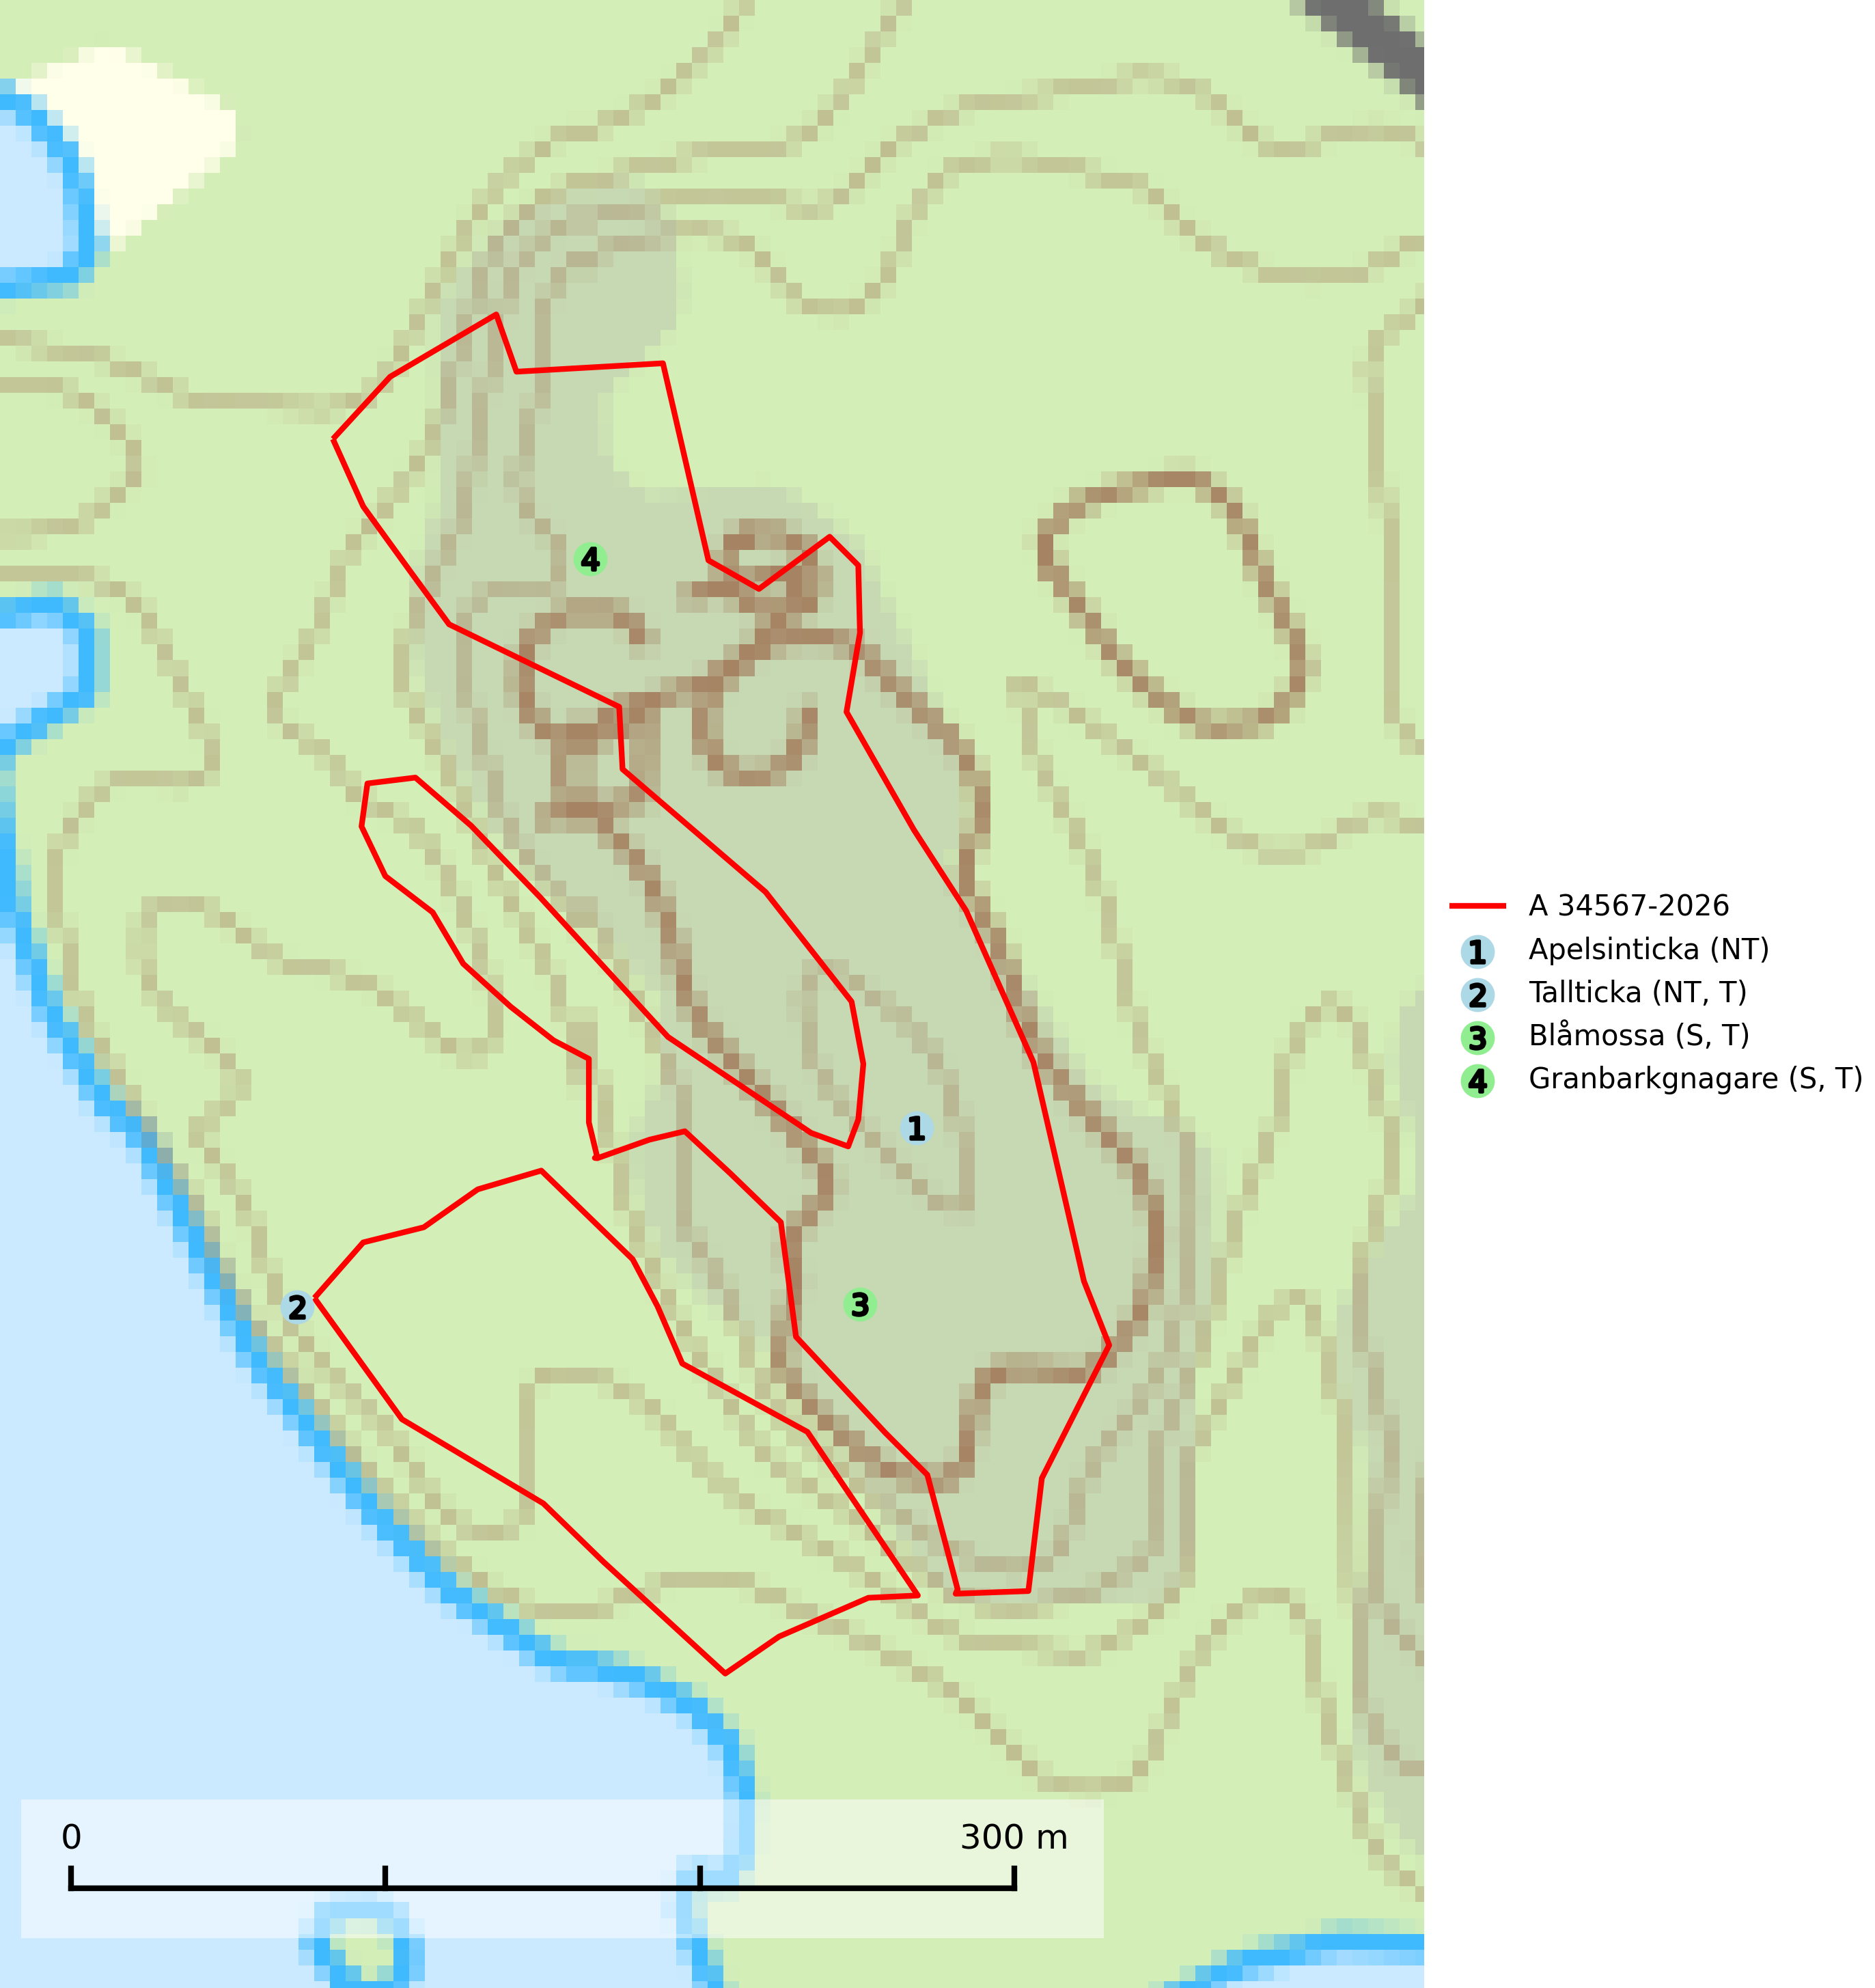 4
1
3
2
0 300 m
A 34567-2026
1 Apelsinticka (NT)
2 Tallticka (NT, T)
3 Blåmossa (S, T)
4 Granbarkgnagare (S, T)